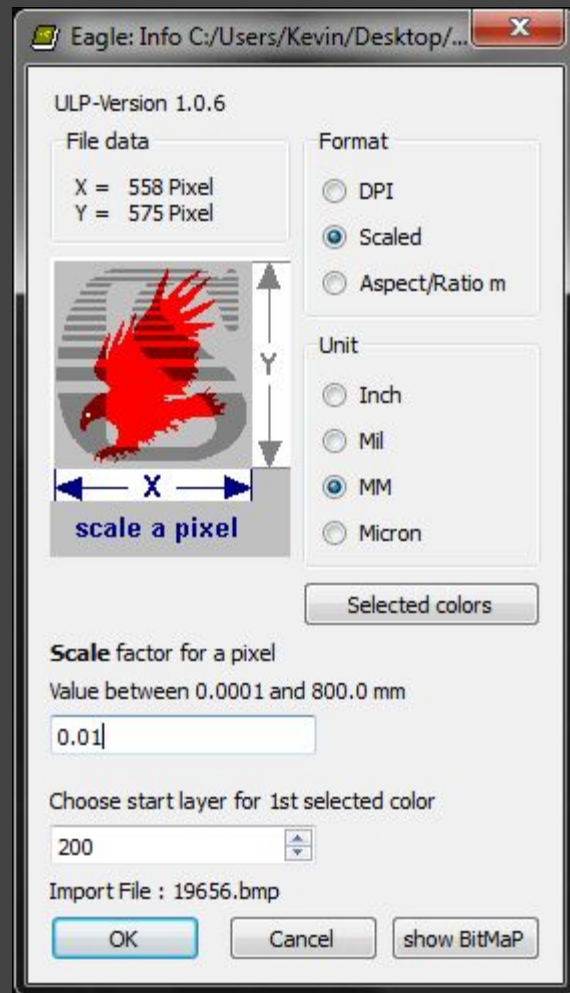 Eagle: Info C:/Users/Kevin/Desktop/...
ULP-Version 1.0.6
File data
X = 558 Pixel
Y = 575 Pixel
Format
DPI
Scaled
Aspect/Ratio m
Y
X
scale a pixel
Unit
Inch
Mil
MM
Micron
Selected colors
Scale factor for a pixel
Value between 0.0001 and 800.0 mm
0.01
Choose start layer for 1st selected color
200
Import File : 19656.bmp
OK
Cancel
show BitMaP